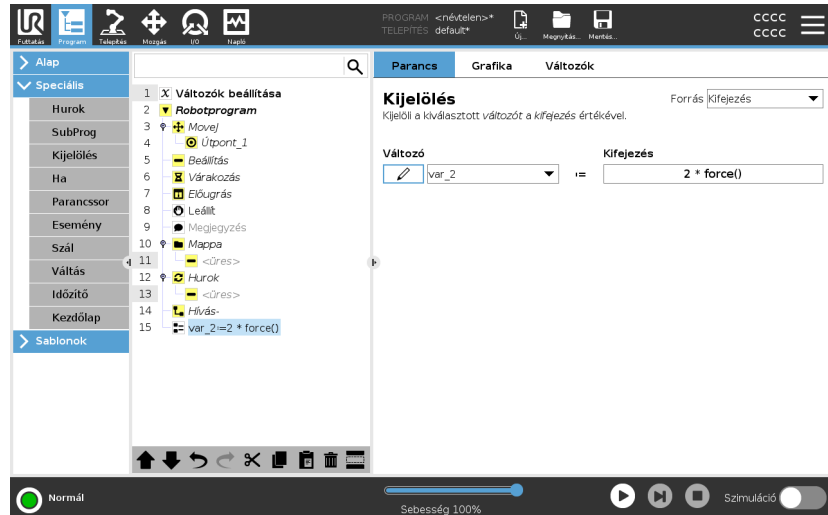 UR
PROGRAM <névtelen>*
TELEPÍTÉS default*
Futtatás Program Telepítés Mozgás I/O Napló
Új... Megnyitás... Mentés...
CCCC
CCCC
Alap
Speciális
Hurok
SubProg
Kijelölés
Ha
Parancssor
Esemény
Szál
Váltás
Időzítő
Kezdőlap
Sablonok
1 X Változók beállítása
2 Robotprogram
3 MoveJ
4 Útpont_1
5 Beállítás
6 Várakozás
7 Előugrás
8 Leállít
9 Megjegyzés
10 Mappa
11 <üres>
12 Hurok
13 <üres>
14 Hívás-
15 var_2≔2 * force()
Parancs Grafika Változók
Kijelölés
Forrás Kifejezés
Kijelöli a kiválasztott változót a kifejezés értékével.
Változó Kifejezés
var_2 ≔ 2 * force()
Normál
Sebesség 100%
Szimuláció